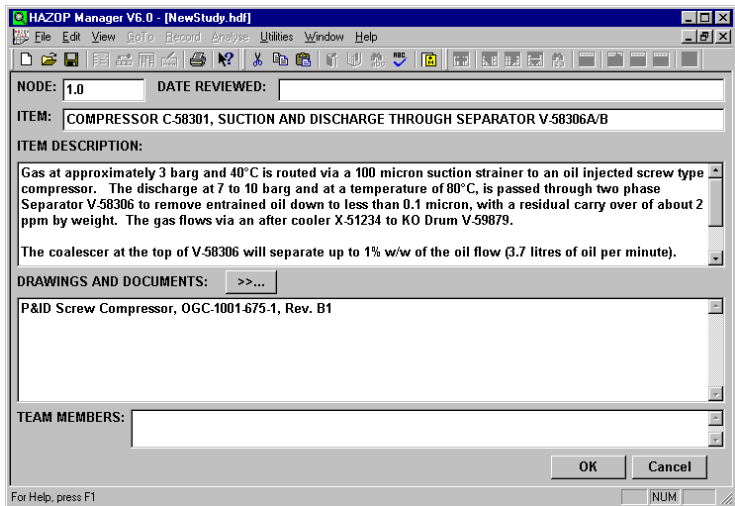 HAZOP Manager V6.0 - [NewStudy.hdf]
File Edit View GoTo Record Analyse Utilities Window Help
ABC
NODE: 1.0 DATE REVIEWED:
ITEM: COMPRESSOR C-58301, SUCTION AND DISCHARGE THROUGH SEPARATOR V-58306A/B
ITEM DESCRIPTION:
Gas at approximately 3 barg and 40°C is routed via a 100 micron suction strainer to an oil injected screw type
compressor. The discharge at 7 to 10 barg and at a temperature of 80°C, is passed through two phase
Separator V-58306 to remove entrained oil down to less than 0.1 micron, with a residual carry over of about 2
ppm by weight. The gas flows via an after cooler X-51234 to KO Drum V-59879.
The coalescer at the top of V-58306 will separate up to 1% w/w of the oil flow (3.7 litres of oil per minute).
DRAWINGS AND DOCUMENTS: >>...
P&ID Screw Compressor, OGC-1001-675-1, Rev. B1
TEAM MEMBERS:
OK Cancel
For Help, press F1 NUM